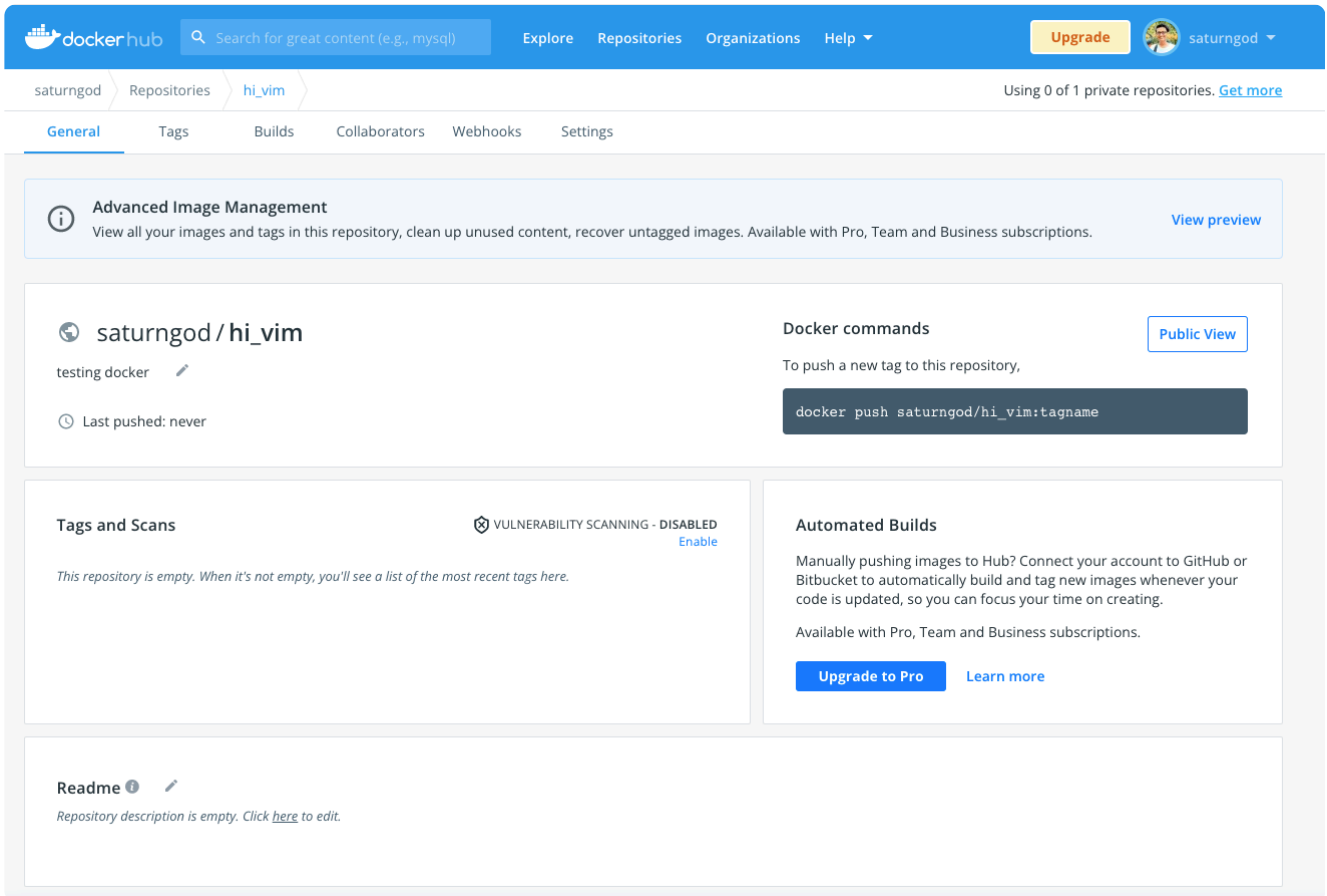 docker hub
Search for great content (e.g., mysql)
Explore
Repositories
Organizations
Help
Upgrade
saturngod
saturngod
Repositories
hi_vim
Using 0 of 1 private repositories. Get more
General
Tags
Builds
Collaborators
Webhooks
Settings
Advanced Image Management
View all your images and tags in this repository, clean up unused content, recover untagged images. Available with Pro, Team and Business subscriptions.
View preview
saturngod / hi_vim
testing docker
Last pushed: never
Docker commands
Public View
To push a new tag to this repository,
docker push saturngod/hi_vim:tagname
Tags and Scans
VULNERABILITY SCANNING - DISABLED
Enable
This repository is empty. When it's not empty, you'll see a list of the most recent tags here.
Automated Builds
Manually pushing images to Hub? Connect your account to GitHub or
Bitbucket to automatically build and tag new images whenever your
code is updated, so you can focus your time on creating.
Available with Pro, Team and Business subscriptions.
Upgrade to Pro
Learn more
Readme
Repository description is empty. Click here to edit.